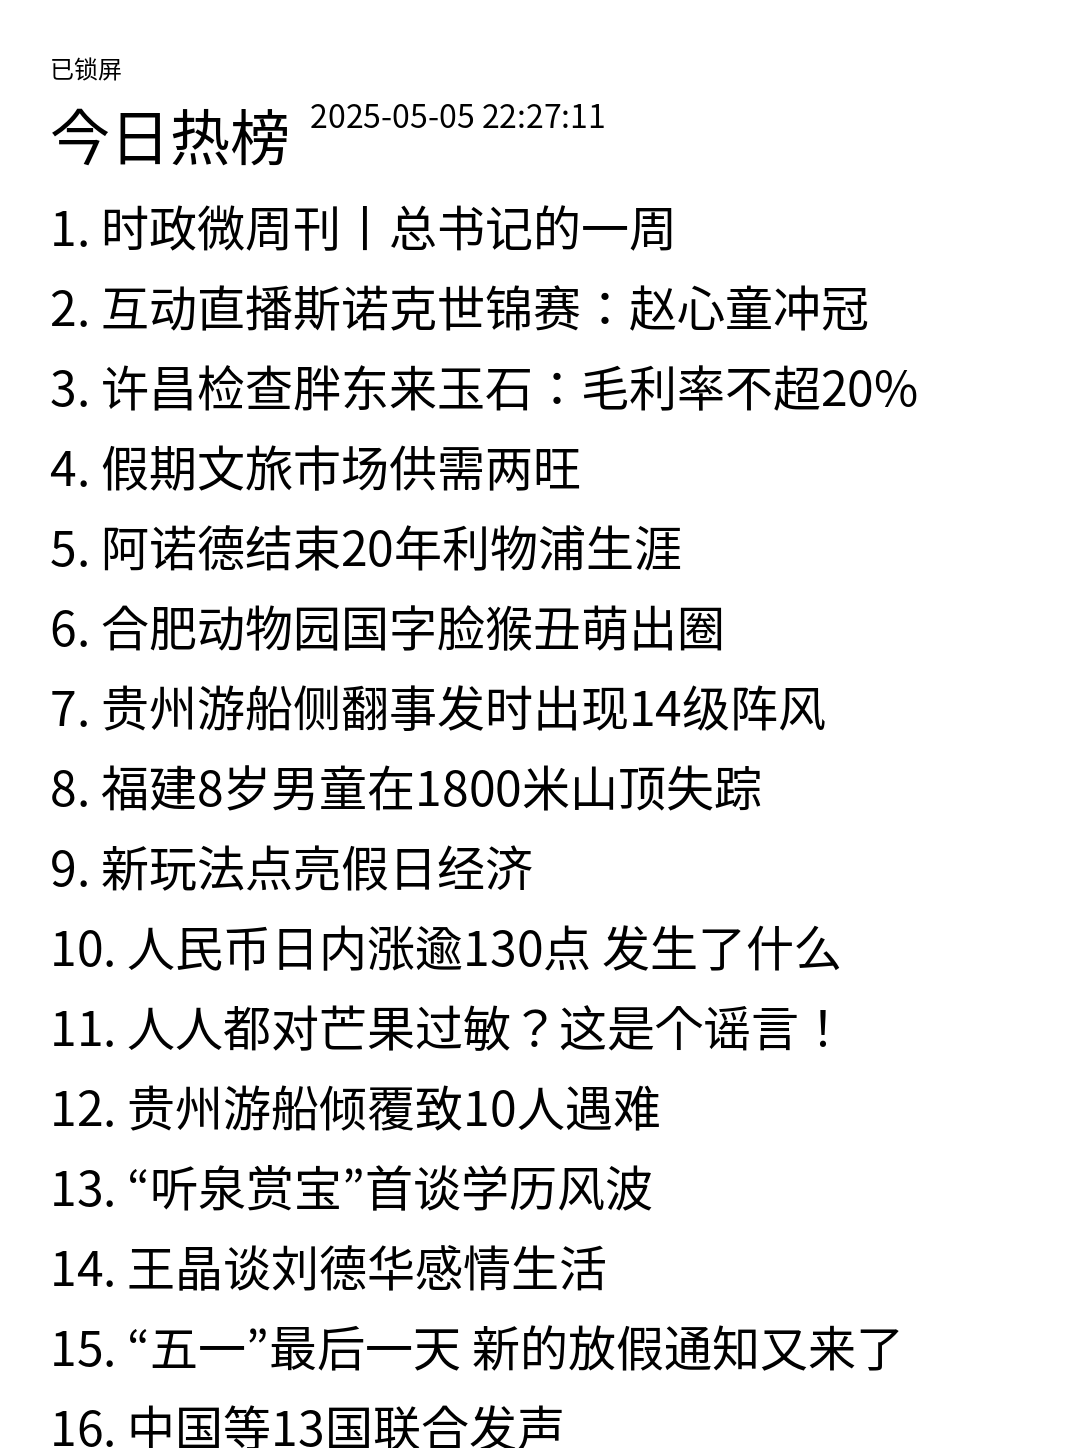 已锁屏
今日热榜 2025-05-05 22:27:11
1. 时政微周刊丨总书记的一周
2. 互动直播斯诺克世锦赛：赵心童冲冠
3. 许昌检查胖东来玉石：毛利率不超20%
4. 假期文旅市场供需两旺
5. 阿诺德结束20年利物浦生涯
6. 合肥动物园国字脸猴丑萌出圈
7. 贵州游船侧翻事发时出现14级阵风
8. 福建8岁男童在1800米山顶失踪
9. 新玩法点亮假日经济
10. 人民币日内涨逾130点 发生了什么
11. 人人都对芒果过敏？这是个谣言！
12. 贵州游船倾覆致10人遇难
13. “听泉赏宝”首谈学历风波
14. 王晶谈刘德华感情生活
15. “五一”最后一天 新的放假通知又来了
16. 中国等13国联合发声